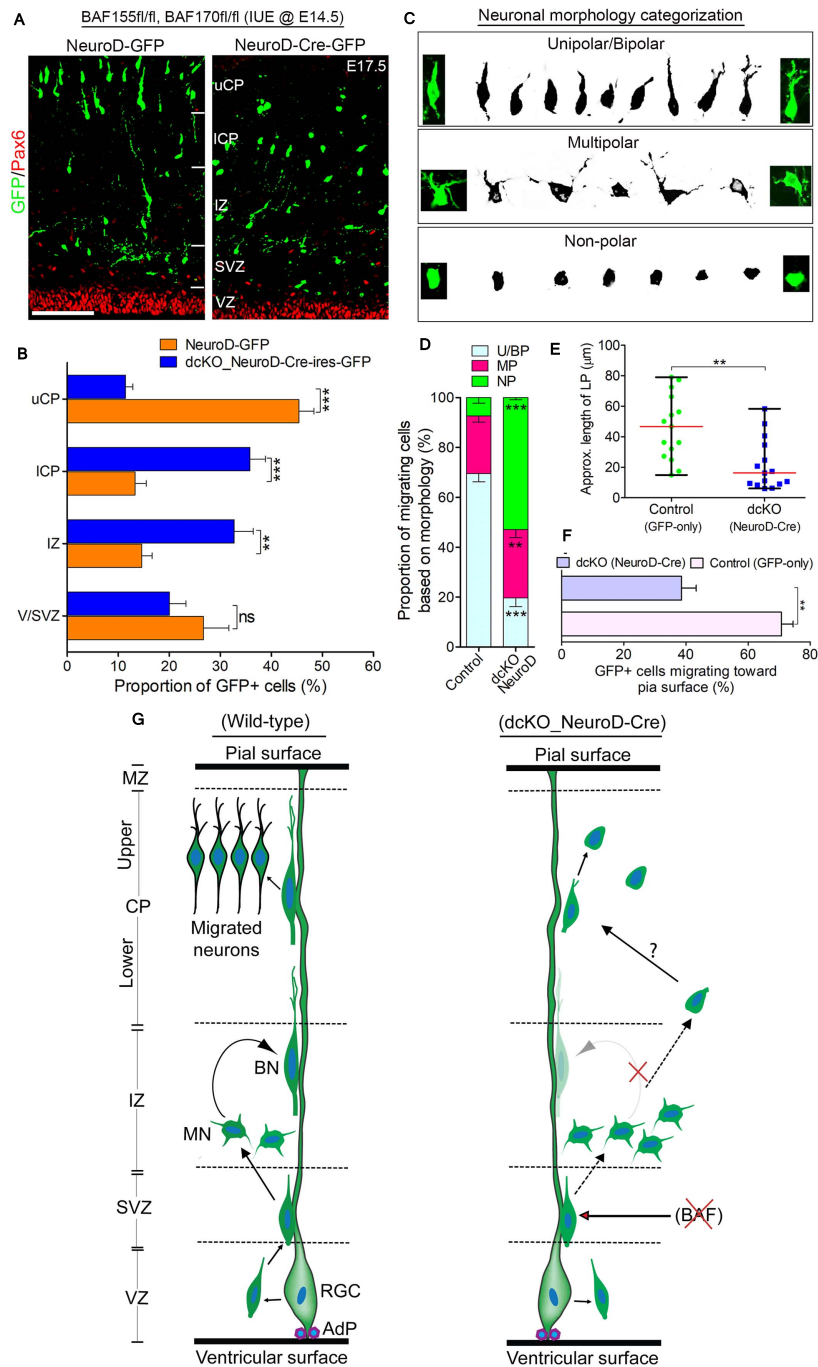 A
BAF155fl/fl, BAF170fl/fl (IUE @ E14.5)
NeuroD-GFP
NeuroD-Cre-GFP
E17.5
GFP/Pax6
uCP
lCP
IZ
SVZ
VZ
C
Neuronal morphology categorization
Unipolar/Bipolar
Multipolar
Non-polar
B
NeuroD-GFP
dcKO_NeuroD-Cre-ires-GFP
uCP
lCP
IZ
V/SVZ
***
***
**
ns
0 10 20 30 40 50 60
Proportion of GFP+ cells (%)
D
U/BP
MP
NP
Proportion of migrating cells
based on morphology (%)
100
80
60
40
20
0
***
**
***
Control
dcKO
NeuroD
E
Approx. length of LP (μm)
100
80
60
40
20
0
**
Control
(GFP-only)
dcKO
(NeuroD-Cre)
F
dcKO (NeuroD-Cre)
Control (GFP-only)
**
0 20 40 60 80
GFP+ cells migrating toward
pia surface (%)
G
(Wild-type)
Pial surface
(dcKO_NeuroD-Cre)
Pial surface
MZ
Upper
CP
Lower
IZ
SVZ
VZ
Migrated
neurons
BN
MN
RGC
AdP
Ventricular surface
?
(BAF)
Ventricular surface